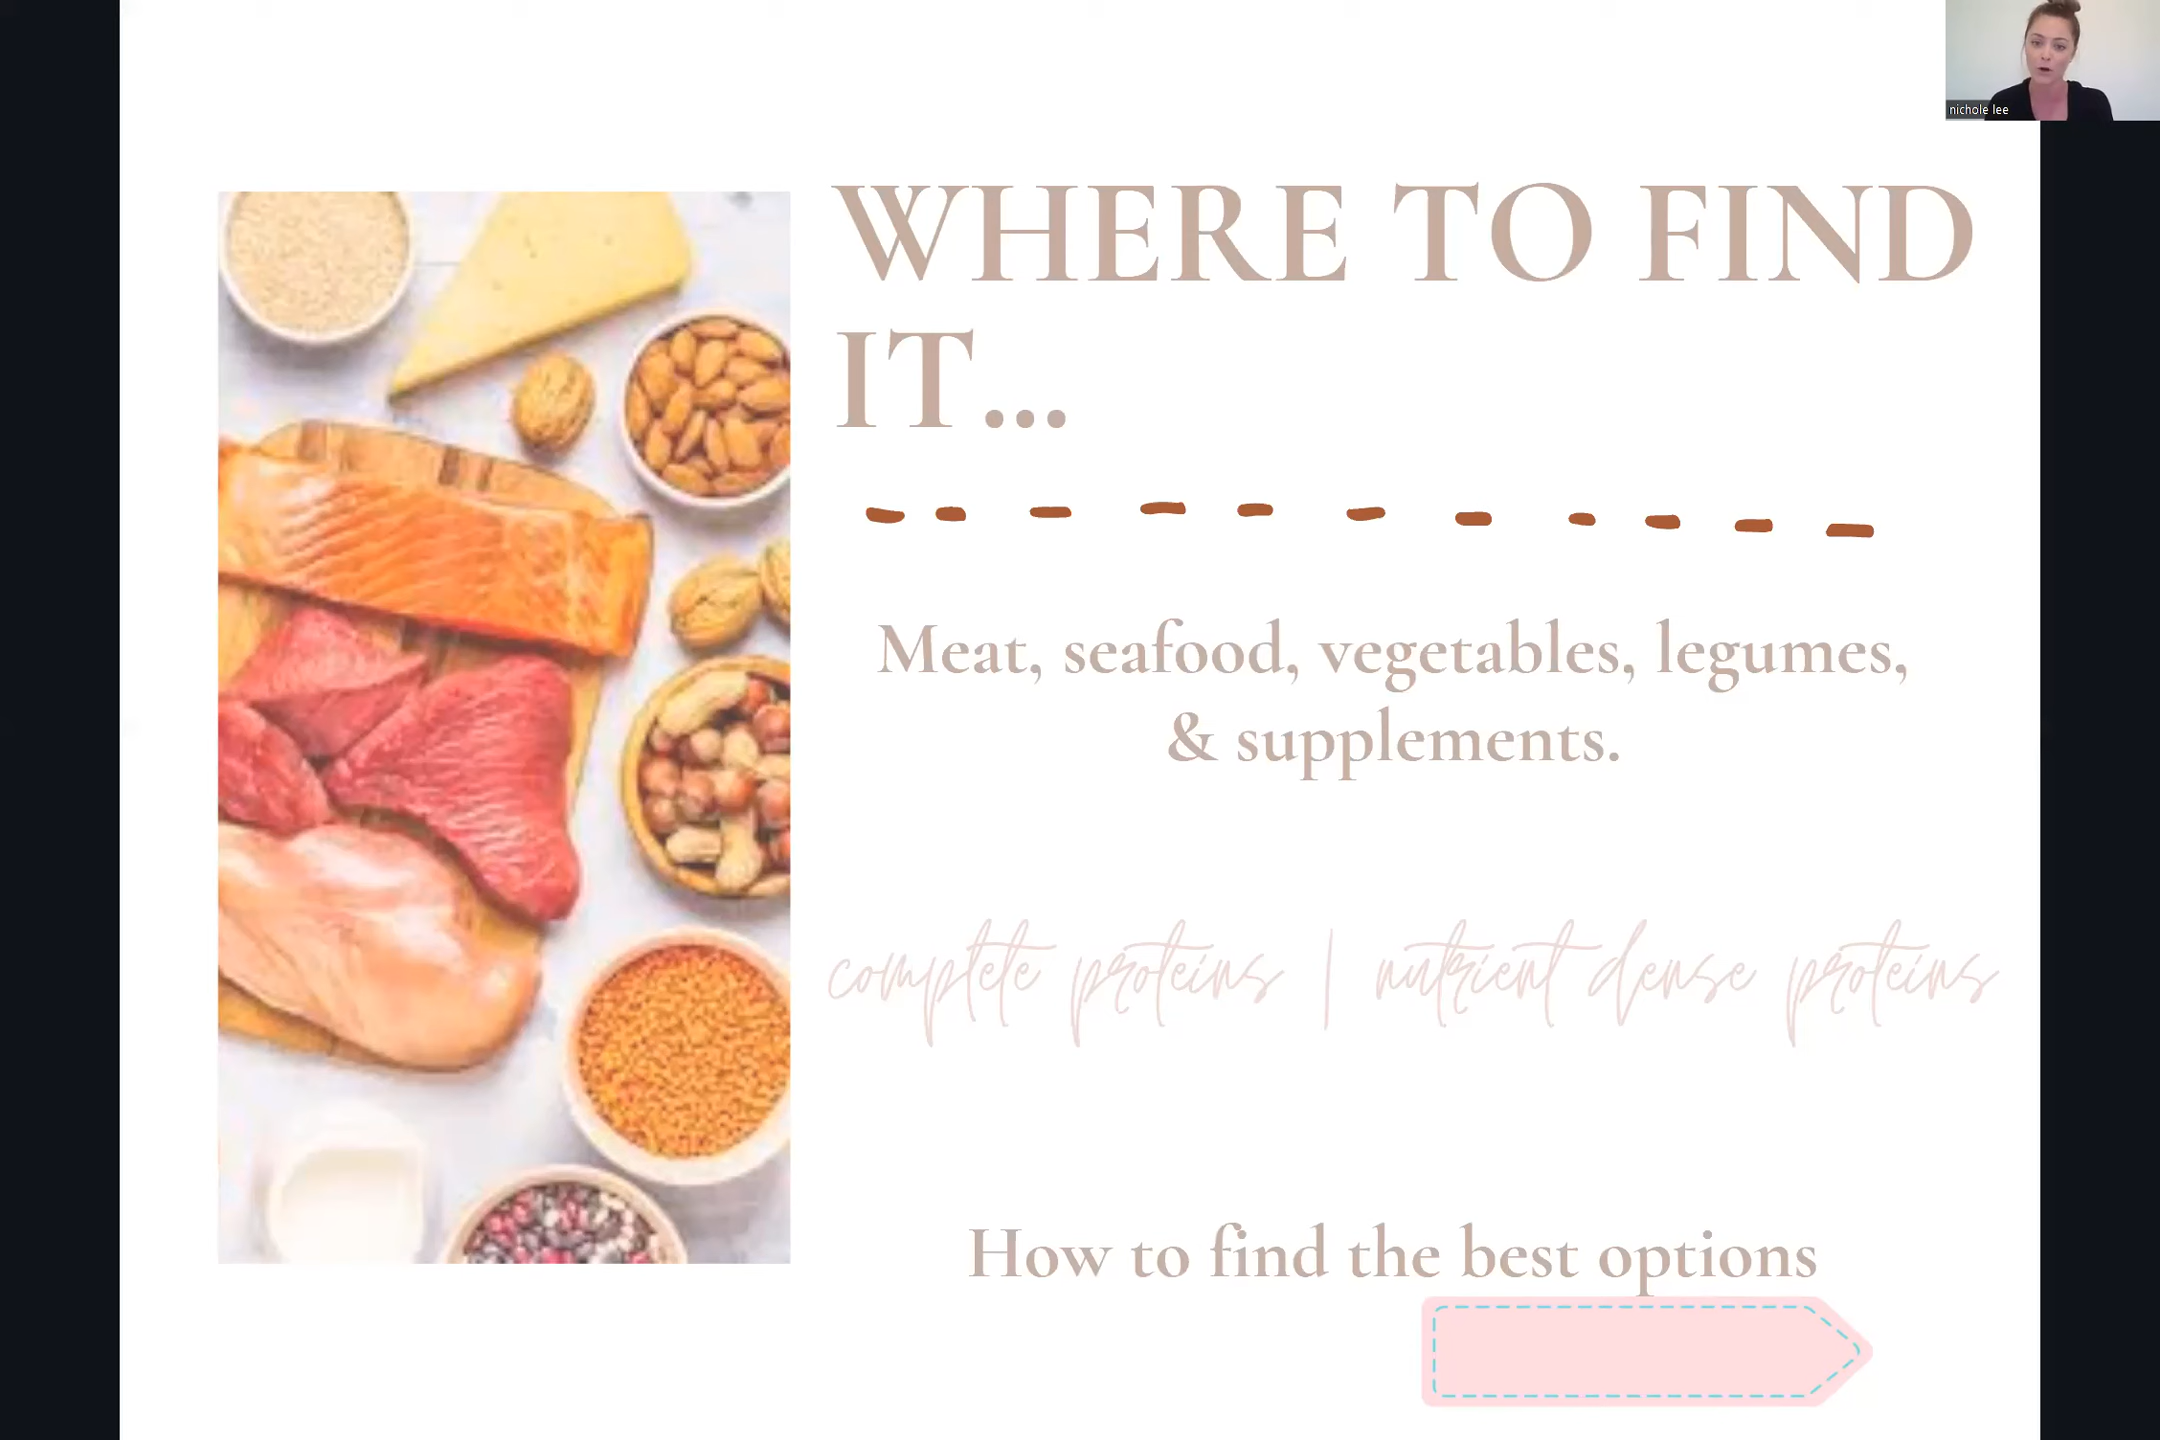 nichole lee
WHERE TO FIND
IT...
Meat, seafood, vegetables, legumes,
& supplements.
complete proteins | nutrient dense proteins
How to find the best options